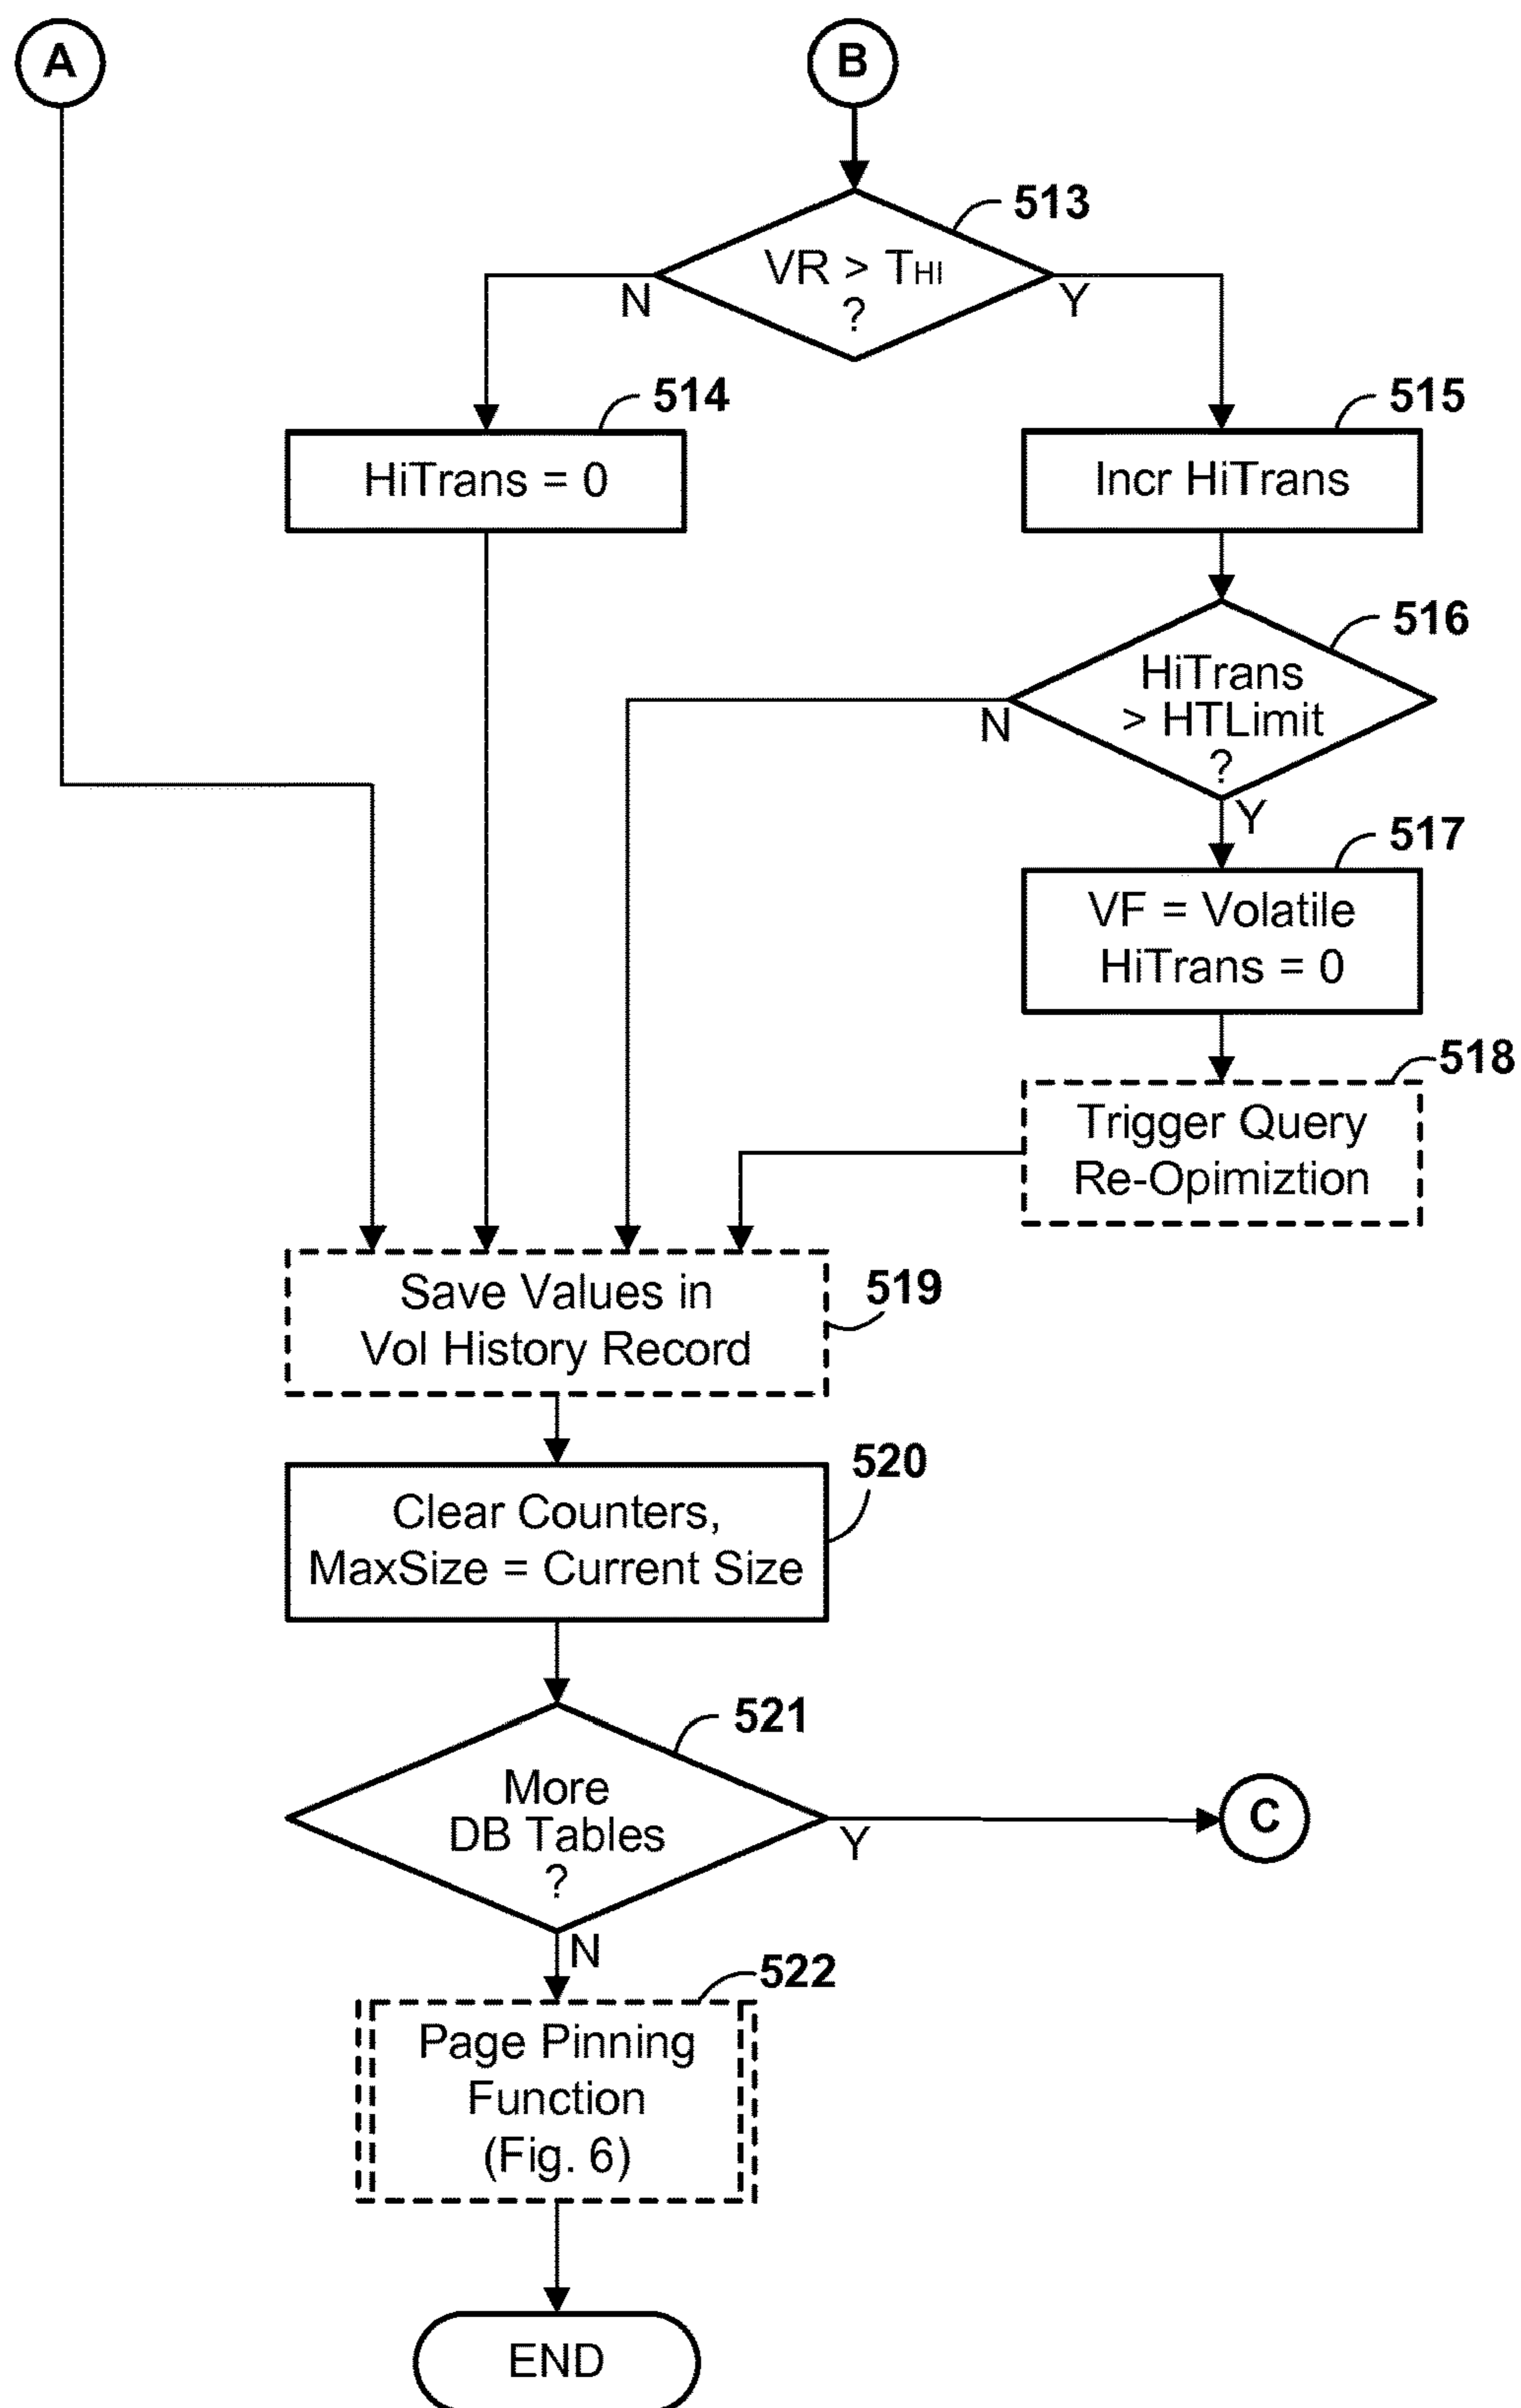 A
B
513
VR > THI
?
N
Y
514
515
HiTrans = 0
Incr HiTrans
516
HiTrans
> HTLimit
?
N
Y
517
VF = Volatile
HiTrans = 0
518
Trigger Query
Re-Opimiztion
Save Values in
Vol History Record
519
520
Clear Counters,
MaxSize = Current Size
521
More
DB Tables
?
Y
C
N
522
Page Pinning
Function
(Fig. 6)
END